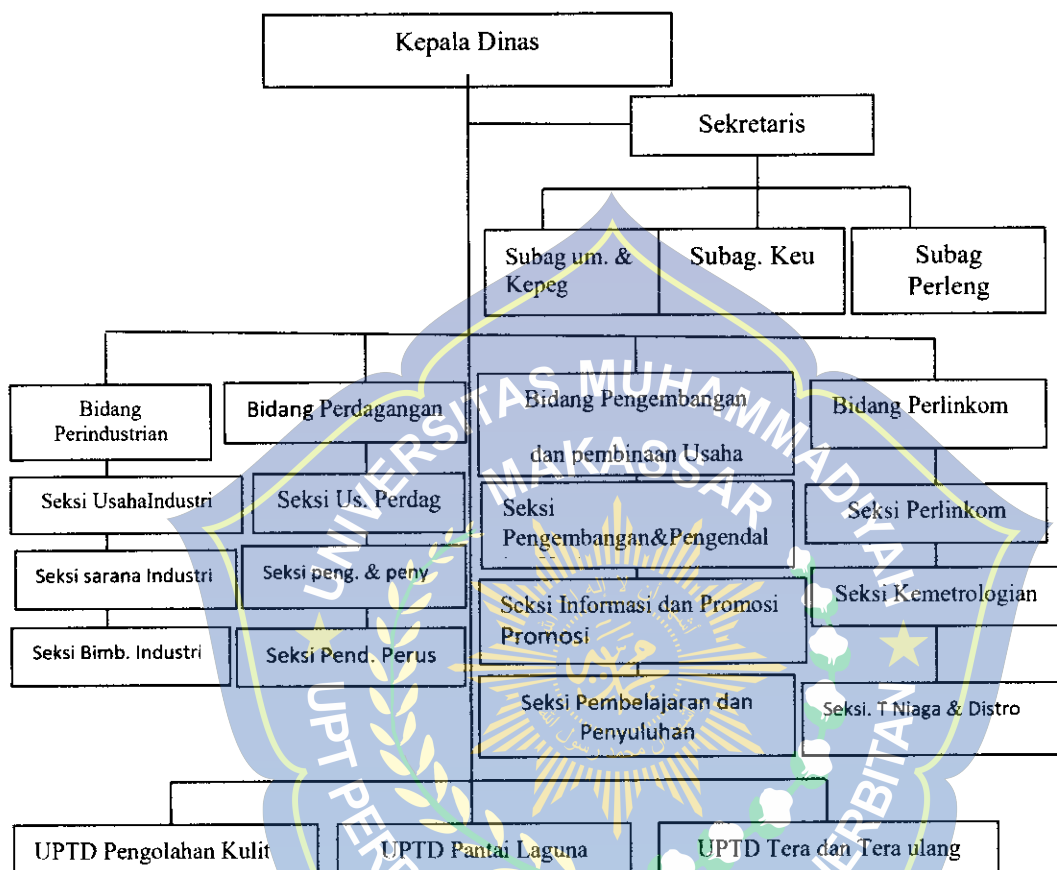 Kepala Dinas
Sekretaris
Subag um. &
Kepeg
Subag. Keu
Subag
Perleng
Bidang
Perindustrian
Bidang Perdagangan
Bidang Pengembangan
dan pembinaan Usaha
Bidang Perlinkom
Seksi UsahaIndustri
Seksi Us. Perdag
Seksi
Pengembangan&Pengendal
Seksi Perlinkom
Seksi sarana Industri
Seksi peng. & peny
Seksi Informasi dan Promosi
Promosi
Seksi Kemetrologian
Seksi Bimb. Industri
Seksi Pend. Perus
Seksi Pembelajaran dan
Penyuluhan
Seksi. T Niaga & Distro
UPTD Pengolahan Kulit
UPTD Pantai Laguna
UPTD Tera dan Tera ulang
UNIVERSITAS MUHAMMADIYAH
MAKASSAR
UPT